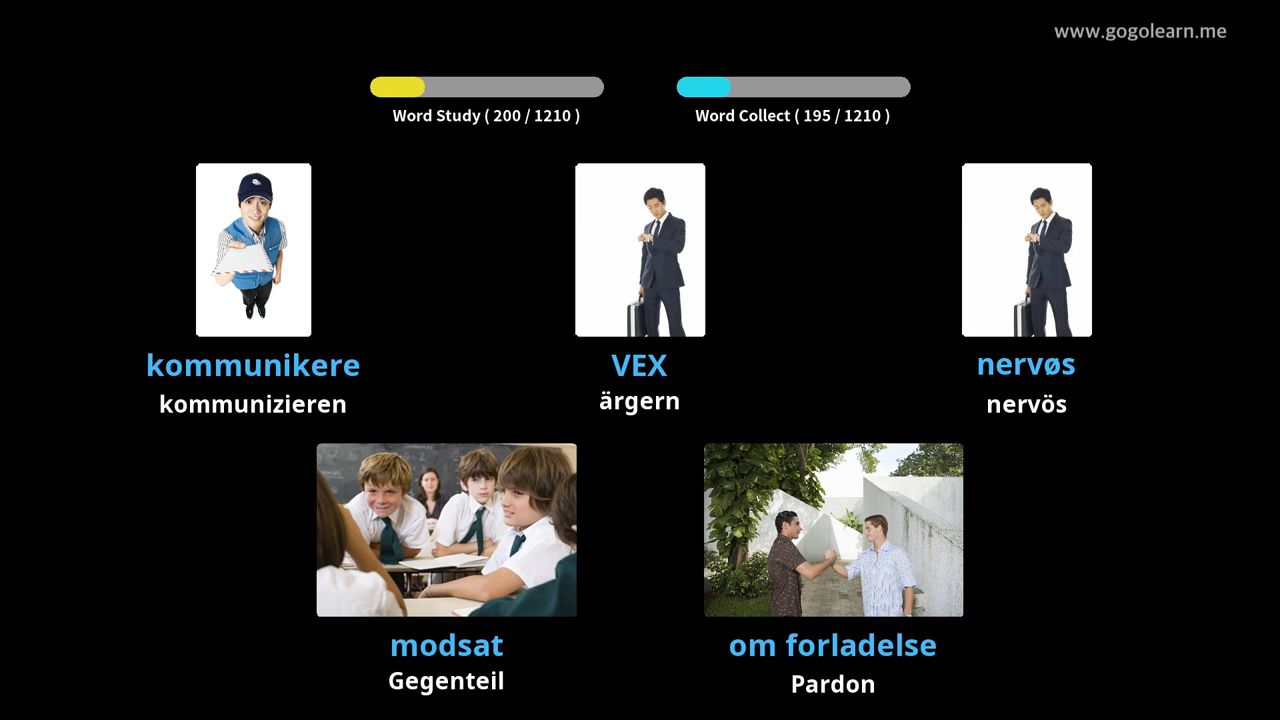 www.gogolearn.me
Word Study ( 200 / 1210 )
Word Collect ( 195 / 1210 )
kommunikere
kommunizieren
VEX
ärgern
nervøs
nervös
modsat
Gegenteil
om forladelse
Pardon